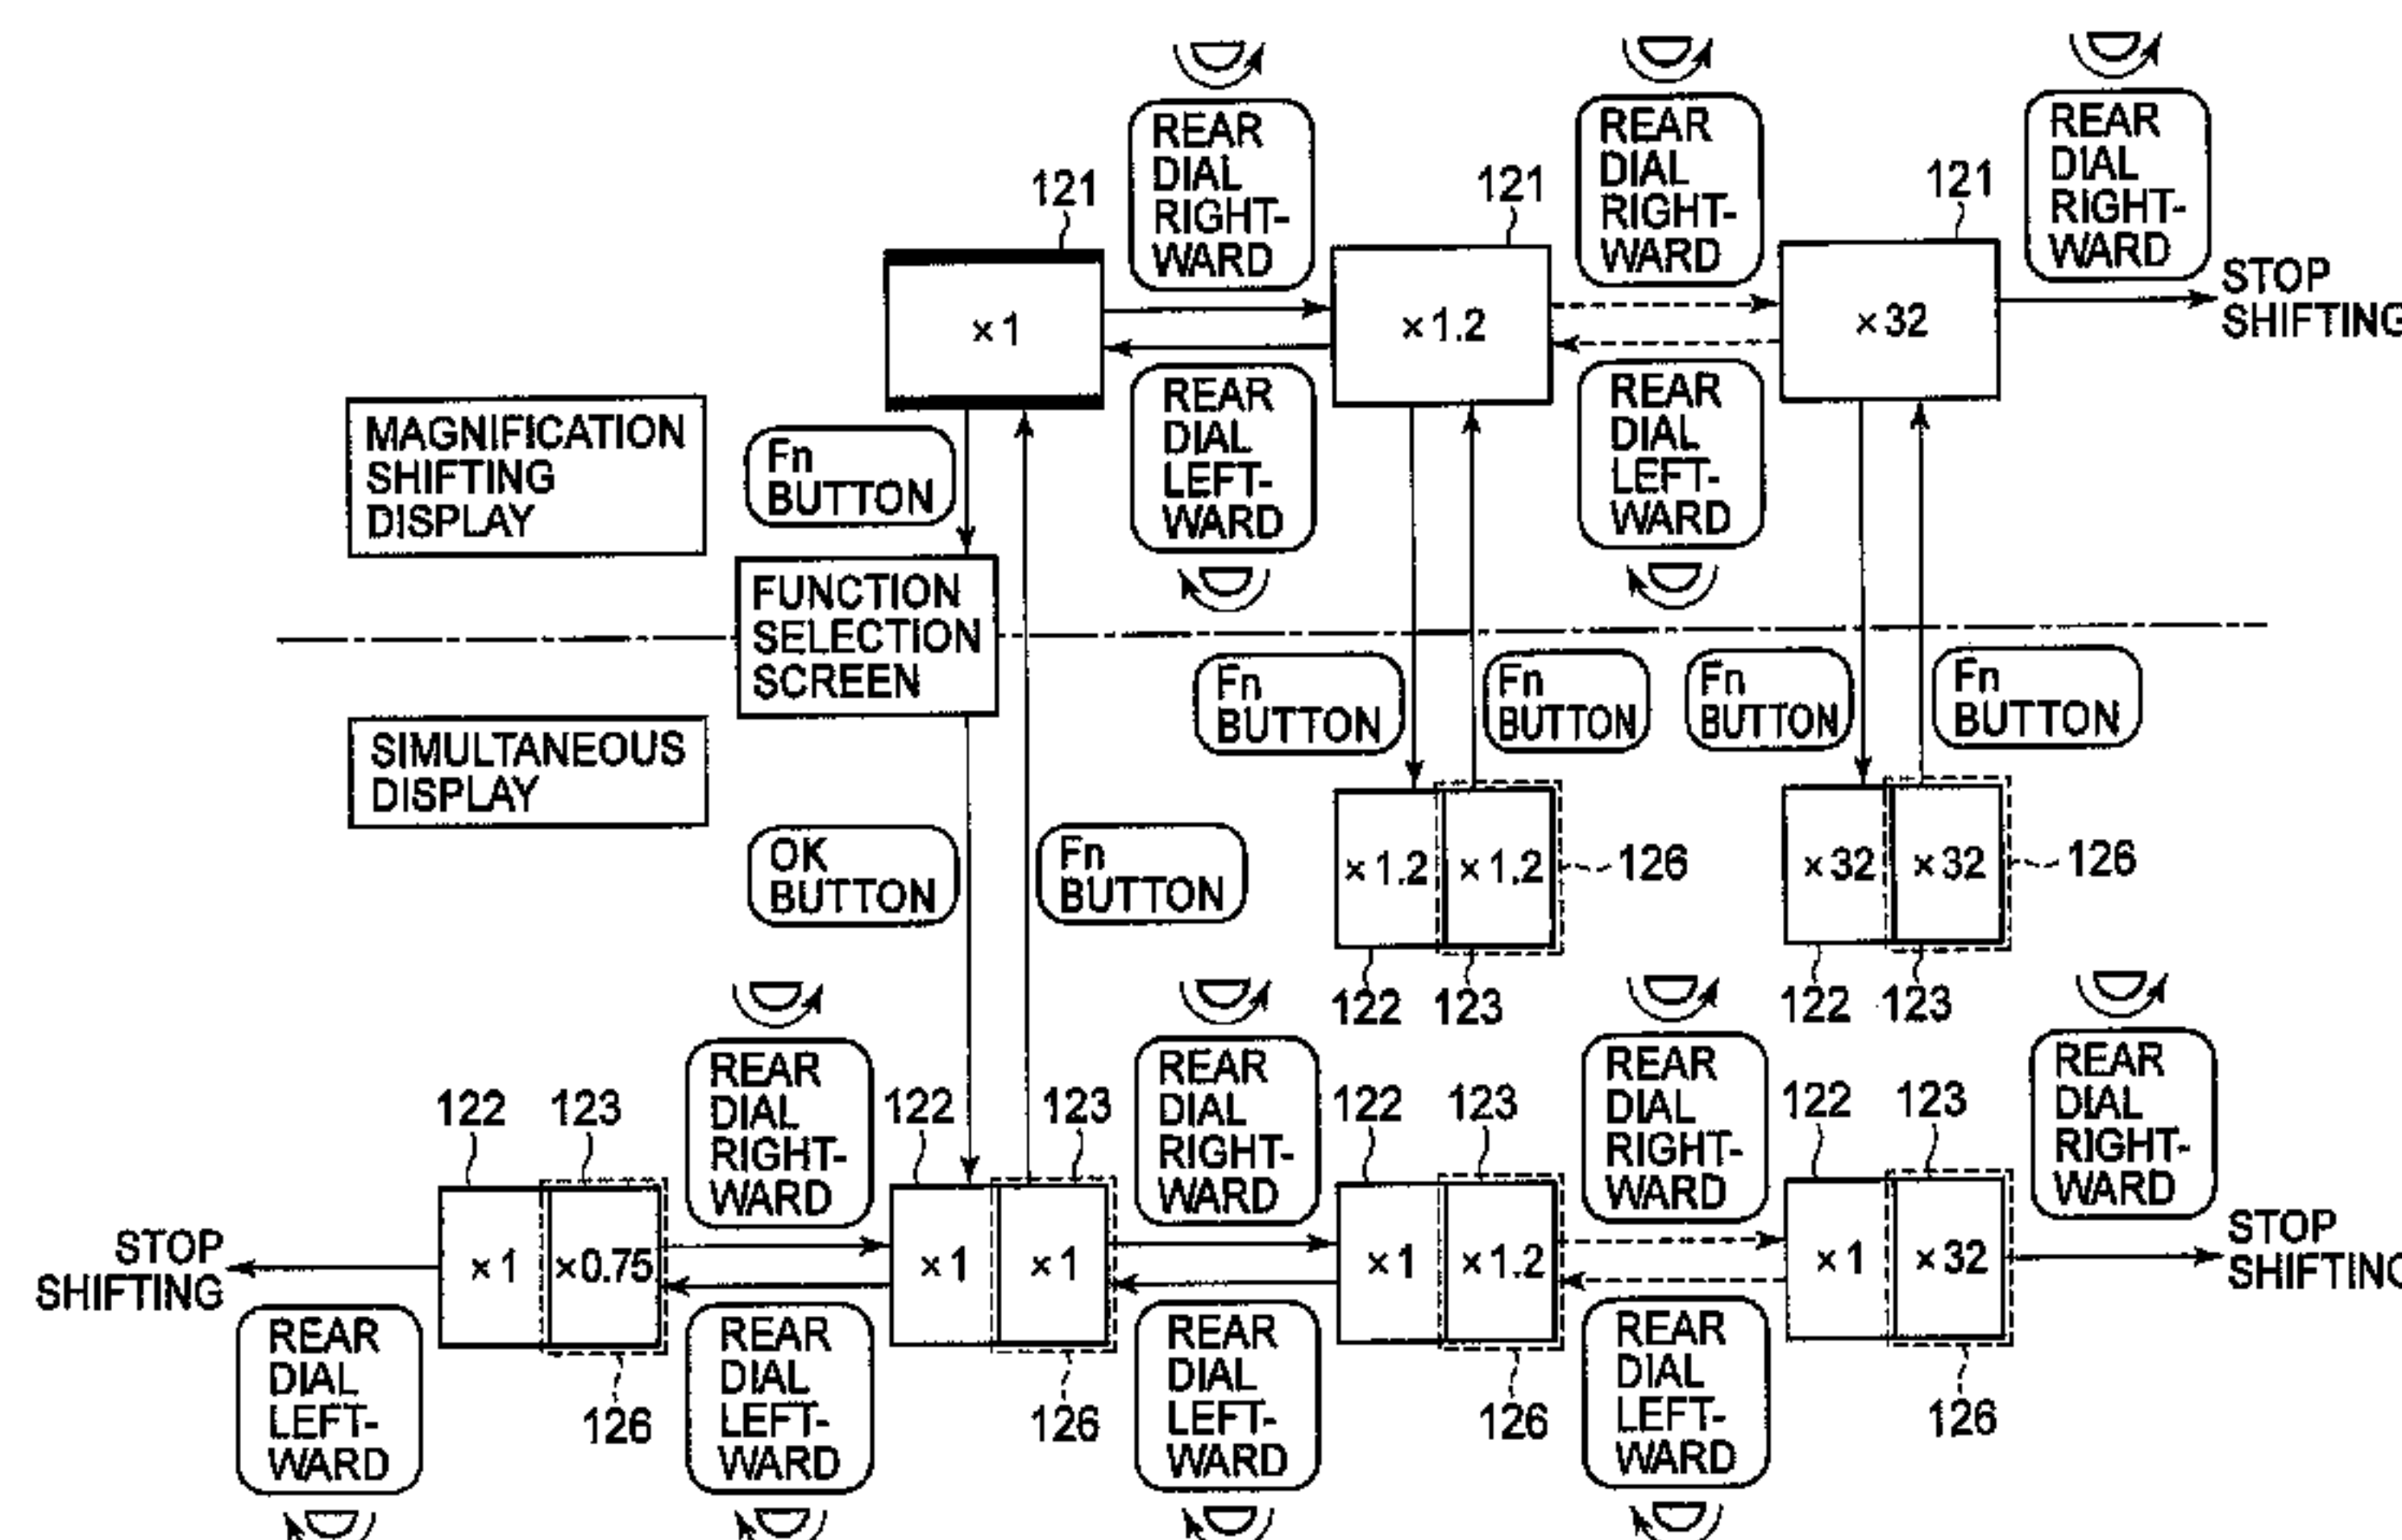 REAR
DIAL
RIGHT-
WARD
REAR
DIAL
RIGHT-
WARD
REAR
DIAL
RIGHT-
WARD
121
121
121
×1
×1.2
×32
STOP
SHIFTING
MAGNIFICATION
SHIFTING
DISPLAY
Fn
BUTTON
REAR
DIAL
LEFT-
WARD
REAR
DIAL
LEFT-
WARD
FUNCTION
SELECTION
SCREEN
SIMULTANEOUS
DISPLAY
Fn
BUTTON
Fn
BUTTON
Fn
BUTTON
Fn
BUTTON
OK
BUTTON
Fn
BUTTON
×1.2 ×1.2
126
×32 ×32
126
122 123
122 123
REAR
DIAL
RIGHT-
WARD
REAR
DIAL
RIGHT-
WARD
REAR
DIAL
RIGHT-
WARD
REAR
DIAL
RIGHT-
WARD
122 123
122 123
122 123
122 123
STOP
SHIFTING
×1 ×0.75
×1 ×1
×1 ×1.2
×1 ×32
STOP
SHIFTING
REAR
DIAL
LEFT-
WARD
126
REAR
DIAL
LEFT-
WARD
126
REAR
DIAL
LEFT-
WARD
126
REAR
DIAL
LEFT-
WARD
126